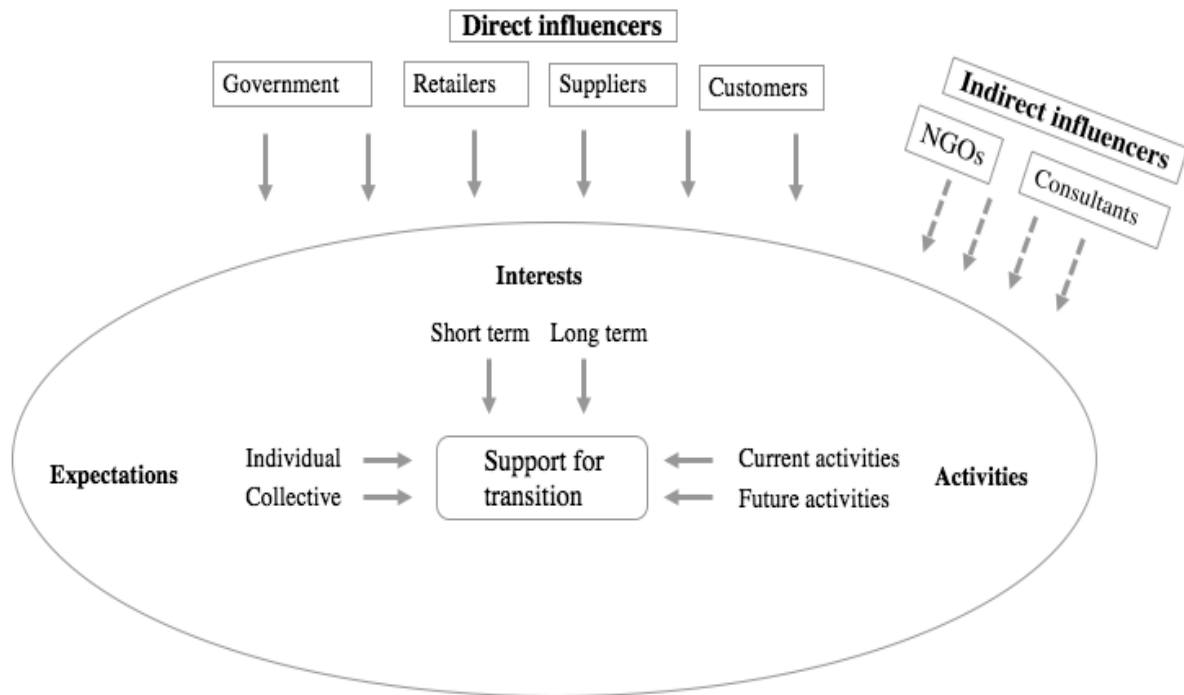 Direct influencers
Government
Retailers
Suppliers
Customers
Indirect influencers
NGOs
Consultants
Interests
Short term
Long term
Expectations
Individual
Collective
Support for
transition
Current activities
Future activities
Activities